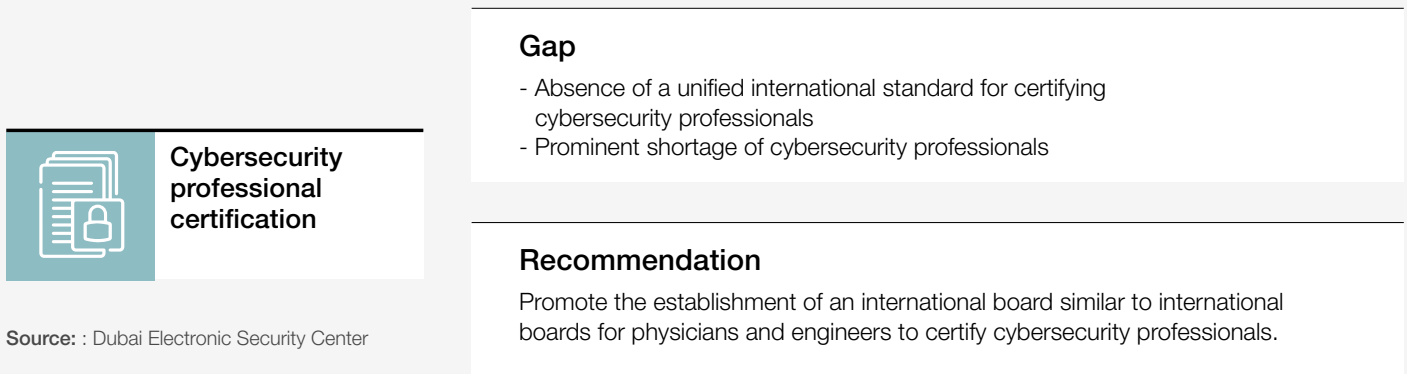 Cybersecurity
professional
certification
Source: : Dubai Electronic Security Center
Gap
- Absence of a unified international standard for certifying
cybersecurity professionals
- Prominent shortage of cybersecurity professionals
Recommendation
Promote the establishment of an international board similar to international
boards for physicians and engineers to certify cybersecurity professionals.